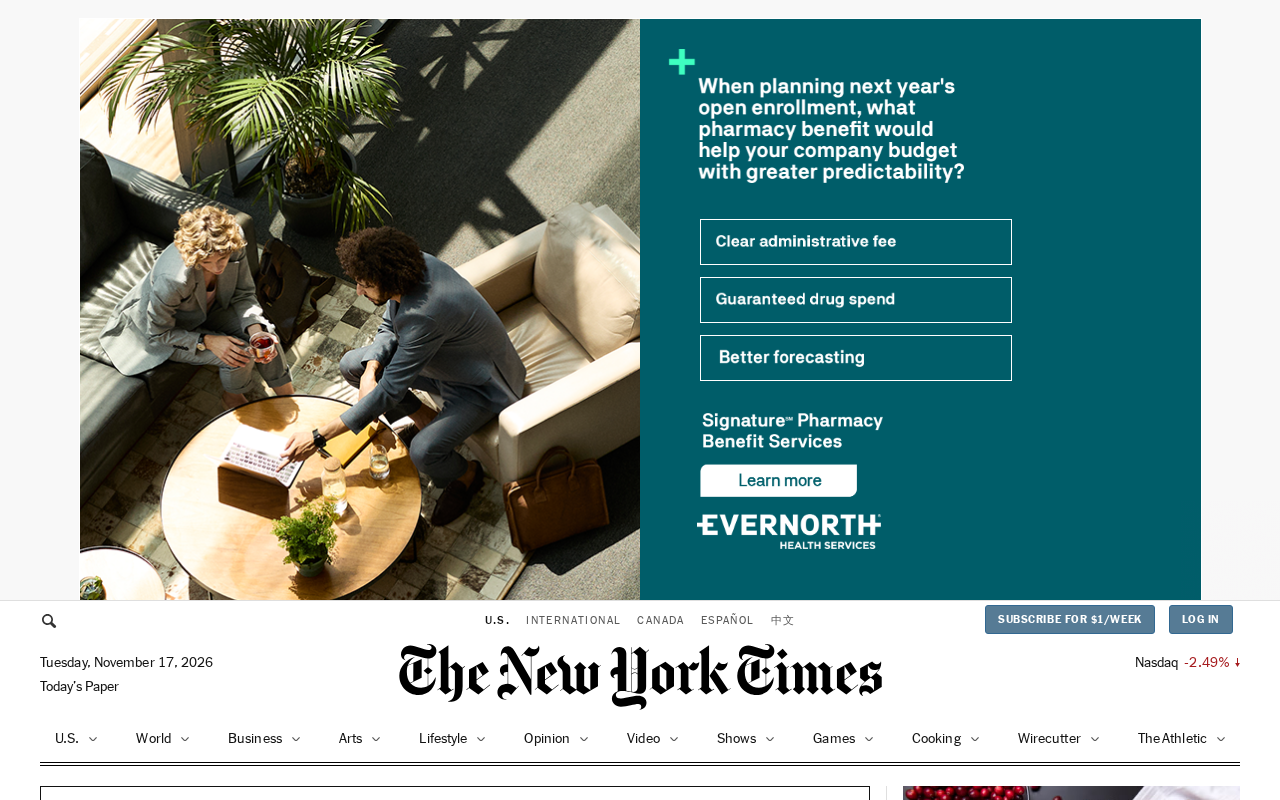 When planning next year's
open enrollment, what
pharmacy benefit would
help your company budget
with greater predictability?
Clear administrative fee
Guaranteed drug spend
Better forecasting
Signature℠ Pharmacy
Benefit Services
Learn more
EVERNORTH
HEALTH SERVICES
U.S. INTERNATIONAL CANADA ESPAÑOL 中文
SUBSCRIBE FOR $1/WEEK LOG IN
Tuesday, November 17, 2026
Today's Paper
The New York Times
Nasdaq -2.49%
U.S. World Business Arts Lifestyle Opinion Video Shows Games Cooking Wirecutter The Athletic